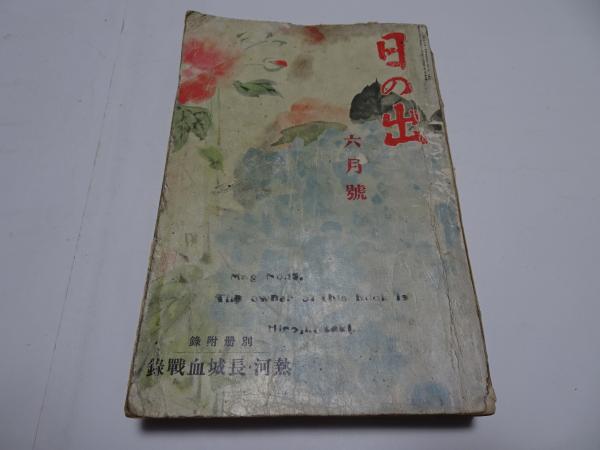 日の出
六月號
The owner of this book is
錄附册別
錄戰血城長・河熱